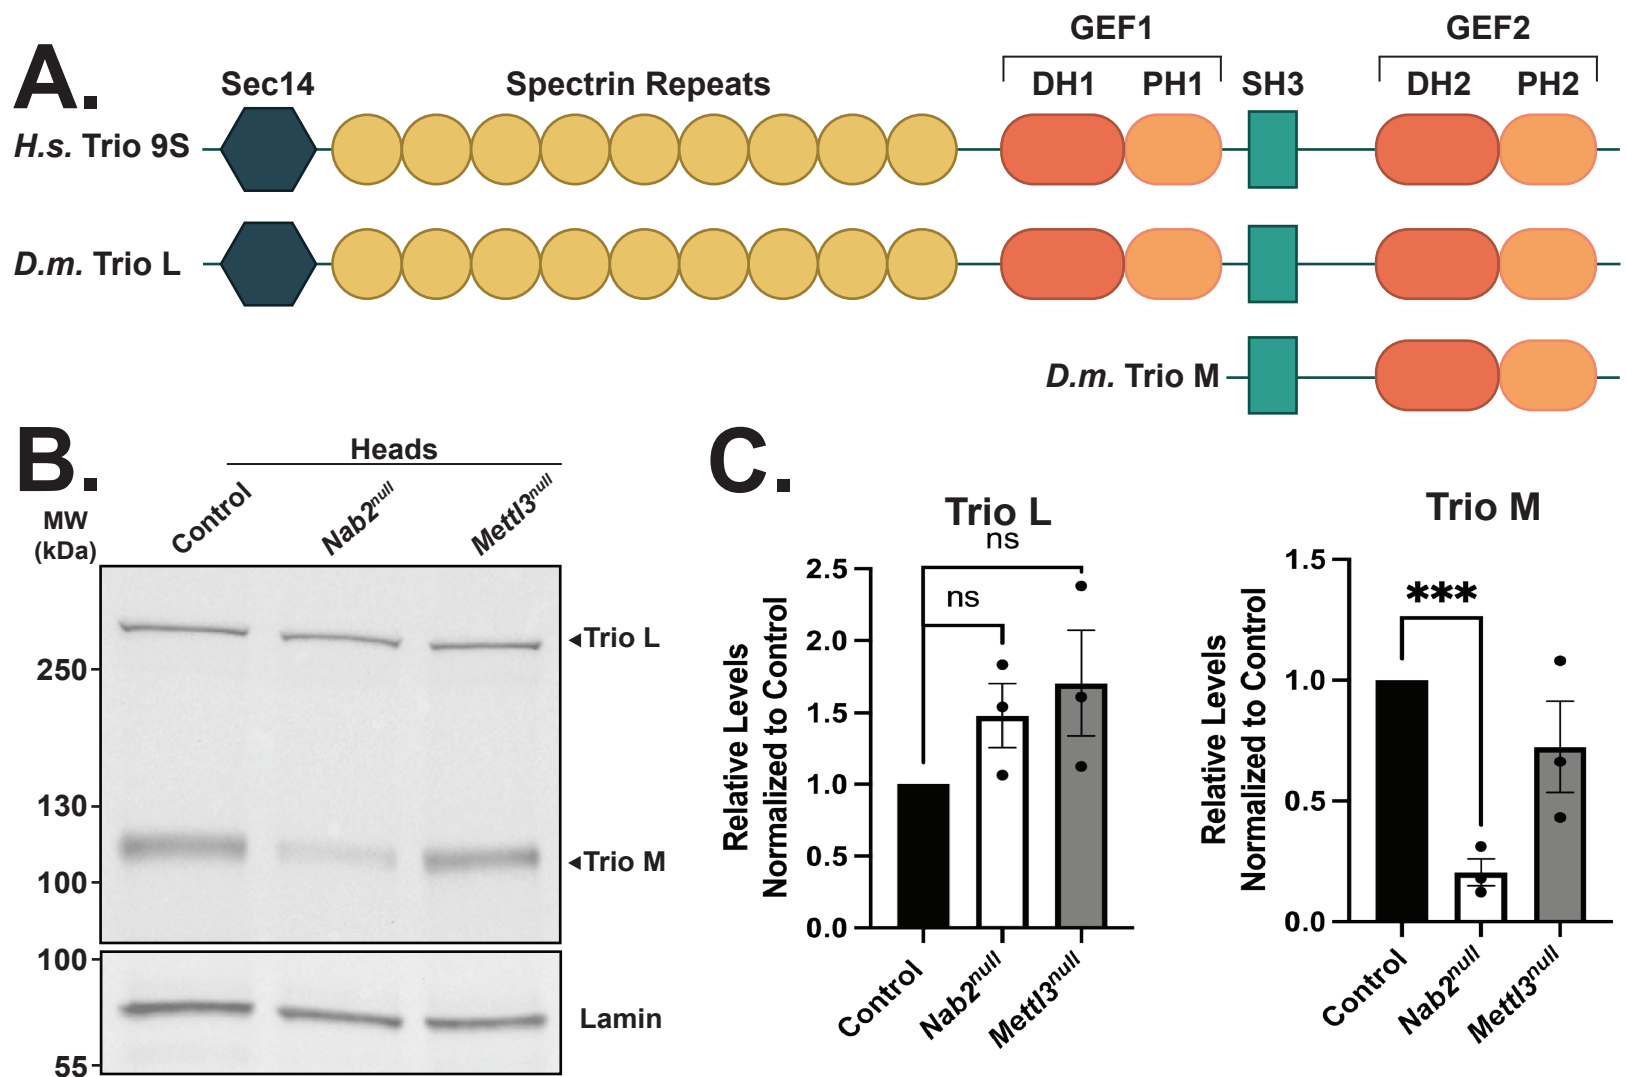 A.
GEF1 GEF2
Sec14 Spectrin Repeats DH1 PH1 SH3 DH2 PH2
H.s. Trio 9S
D.m. Trio L
D.m. Trio M
B.
Heads
MW
(kDa)
Control Nab2null Mettl3null
Trio L
250
130
Trio M
100
100
Lamin
55
C.
Trio L
ns
ns
Relative Levels
Normalized to Control
2.5
2.0
1.5
1.0
0.5
0.0
Control Nab2null Mettl3null
Trio M
***
Relative Levels
Normalized to Control
1.5
1.0
0.5
0.0
Control Nab2null Mettl3null